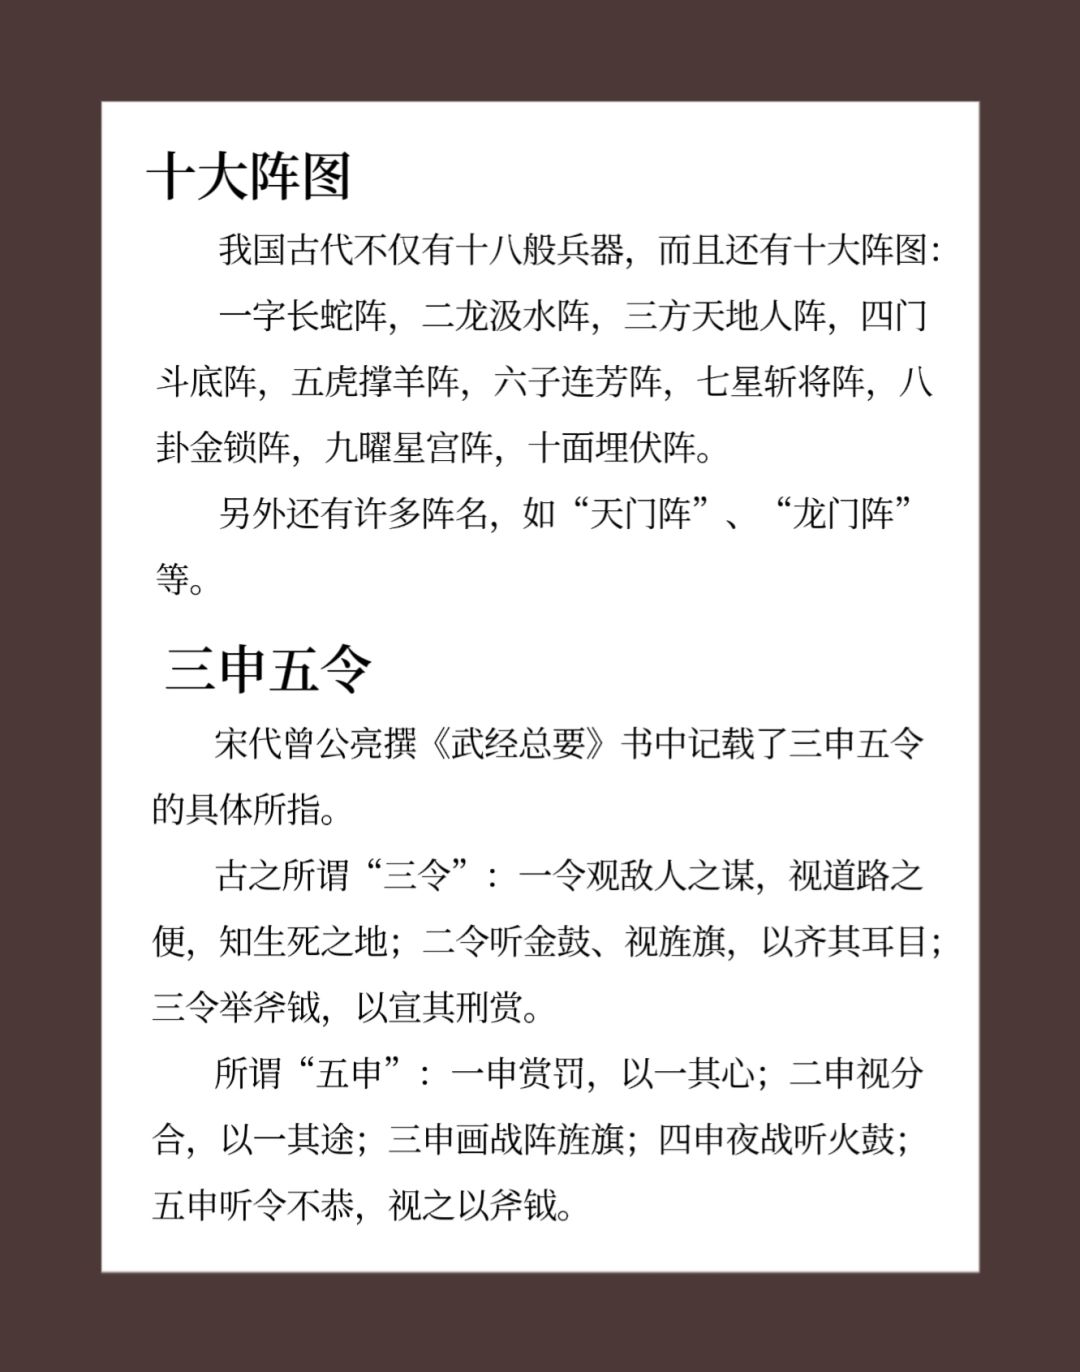 十大阵图
我国古代不仅有十八般兵器，而且还有十大阵图：
一字长蛇阵，二龙汲水阵，三方天地人阵，四门
斗底阵，五虎撑羊阵，六子连芳阵，七星斩将阵，八
卦金锁阵，九曜星宫阵，十面埋伏阵。
另外还有许多阵名，如“天门阵”、“龙门阵”
等。
三申五令
宋代曾公亮撰《武经总要》书中记载了三申五令
的具体所指。
古之所谓“三令”：一令观敌人之谋，视道路之
便，知生死之地；二令听金鼓、视旌旗，以齐其耳目；
三令举斧钺，以宣其刑赏。
所谓“五申”：一申赏罚，以一其心；二申视分
合，以一其途；三申画战阵旌旗；四申夜战听火鼓；
五申听令不恭，视之以斧钺。